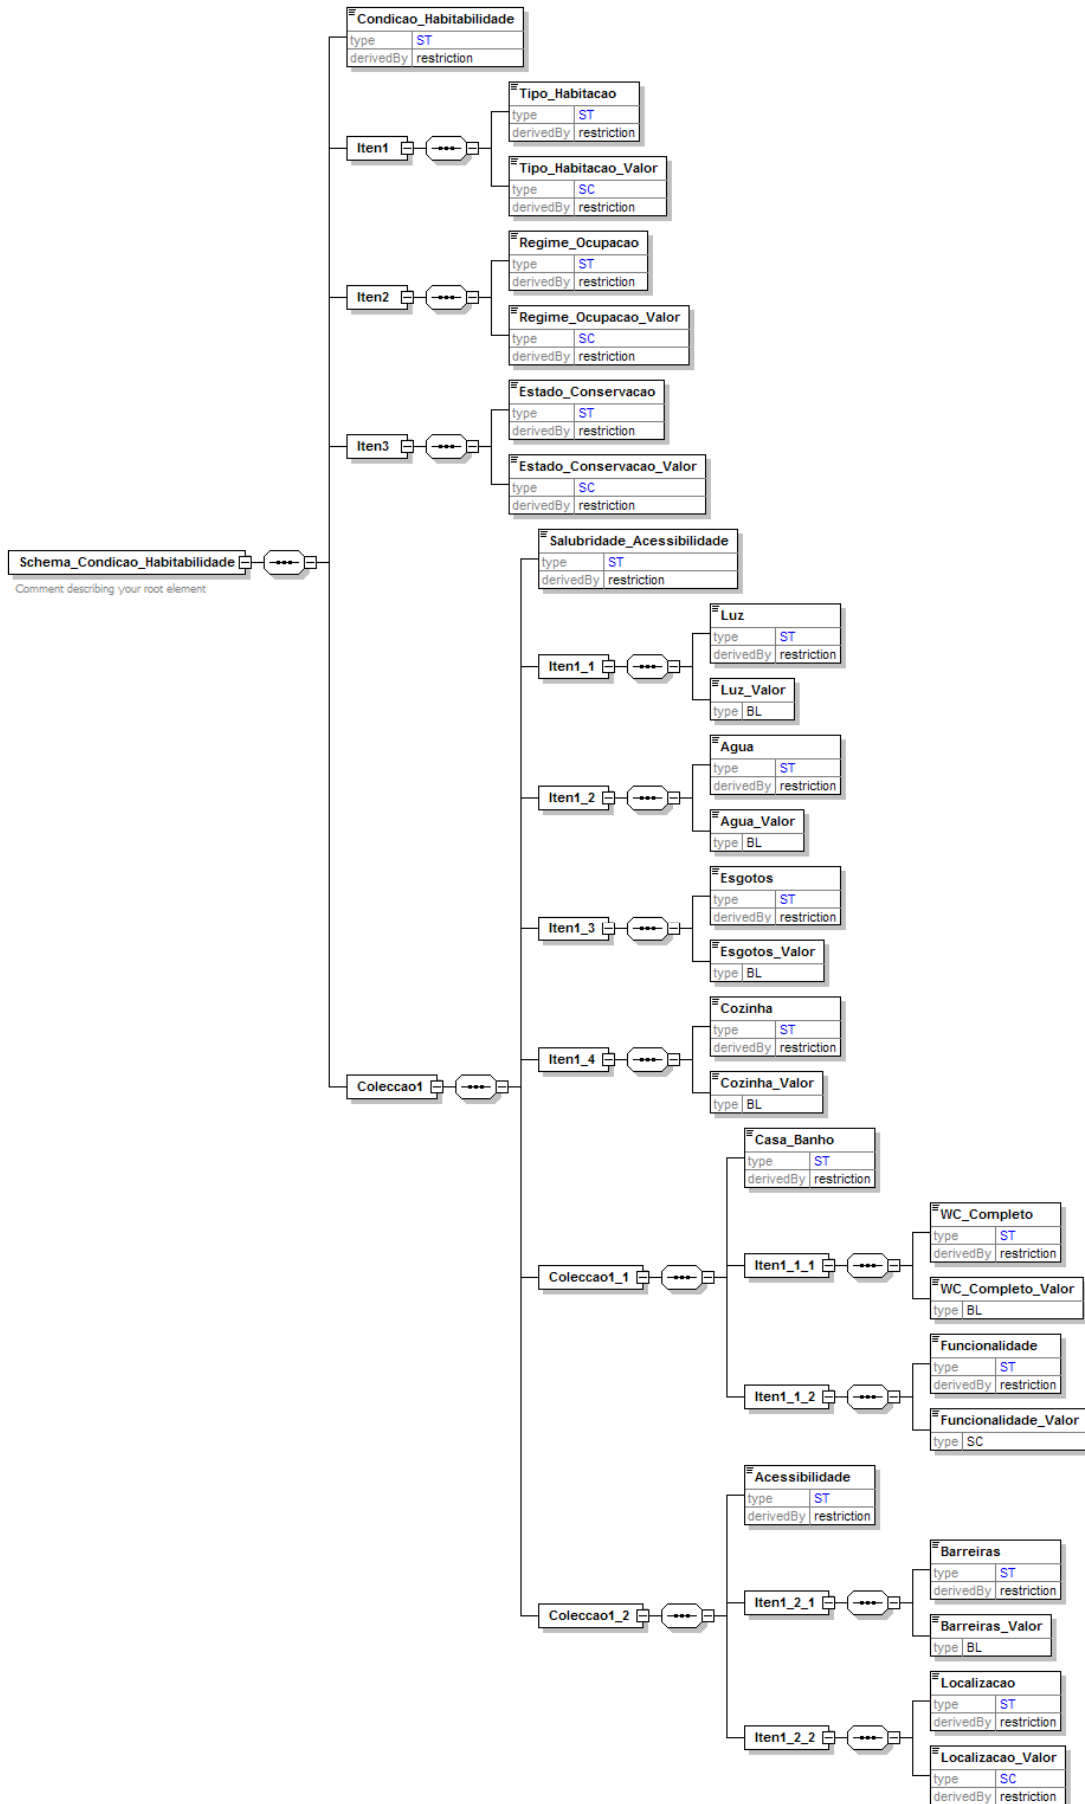 Condicao_Habitabilidade
type ST
derivedBy restriction
Iten1
Tipo_Habitacao
type ST
derivedBy restriction
Tipo_Habitacao_Valor
type SC
derivedBy restriction
Iten2
Regime_Ocupacao
type ST
derivedBy restriction
Regime_Ocupacao_Valor
type SC
derivedBy restriction
Iten3
Estado_Conservacao
type ST
derivedBy restriction
Estado_Conservacao_Valor
type SC
derivedBy restriction
Schema_Condicao_Habitabilidade
Comment describing your root element
Coleccao1
Salubridade_Acessibilidade
type ST
derivedBy restriction
Iten1_1
Luz
type ST
derivedBy restriction
Luz_Valor
type BL
Iten1_2
Agua
type ST
derivedBy restriction
Agua_Valor
type BL
Iten1_3
Esgotos
type ST
derivedBy restriction
Esgotos_Valor
type BL
Iten1_4
Cozinha
type ST
derivedBy restriction
Cozinha_Valor
type BL
Coleccao1_1
Casa_Banho
type ST
derivedBy restriction
Iten1_1_1
WC_Completo
type ST
derivedBy restriction
WC_Completo_Valor
type BL
Iten1_1_2
Funcionalidade
type ST
derivedBy restriction
Funcionalidade_Valor
type SC
Coleccao1_2
Acessibilidade
type ST
derivedBy restriction
Iten1_2_1
Barreiras
type ST
derivedBy restriction
Barreiras_Valor
type BL
Iten1_2_2
Localizacao
type ST
derivedBy restriction
Localizacao_Valor
type SC
derivedBy restriction